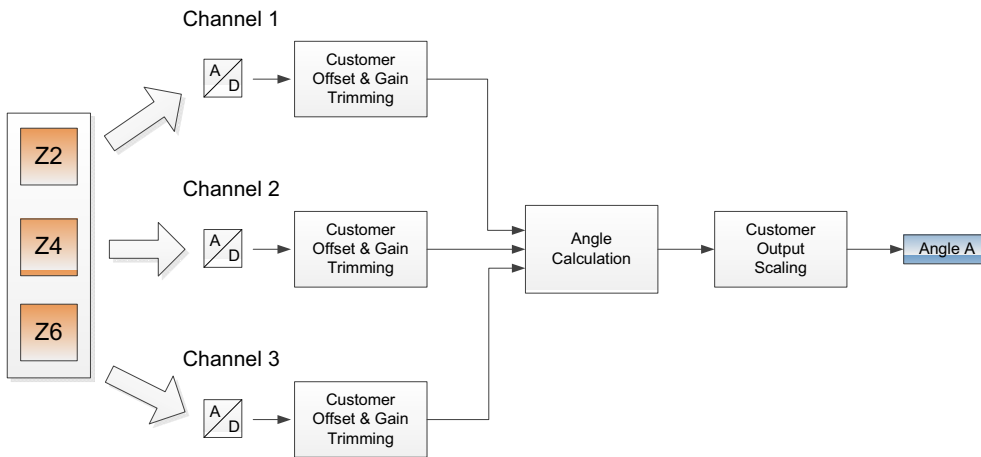 Channel 1
A
D
Customer
Offset & Gain
Trimming
Z2
Channel 2
Z4
A
D
Customer
Offset & Gain
Trimming
Angle
Calculation
Customer
Output
Scaling
Angle A
Z6
Channel 3
A
D
Customer
Offset & Gain
Trimming